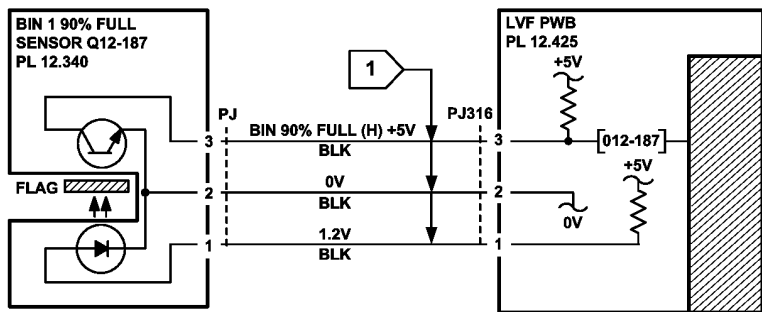 BIN 1 90% FULL
SENSOR Q12-187
PL 12.340
LVF PWB
PL 12.425
+5V
1
PJ
PJ316
3
BIN 90% FULL (H) +5V
BLK
3
[012-187]
+5V
FLAG
2
0V
BLK
2
0V
1
1.2V
BLK
1